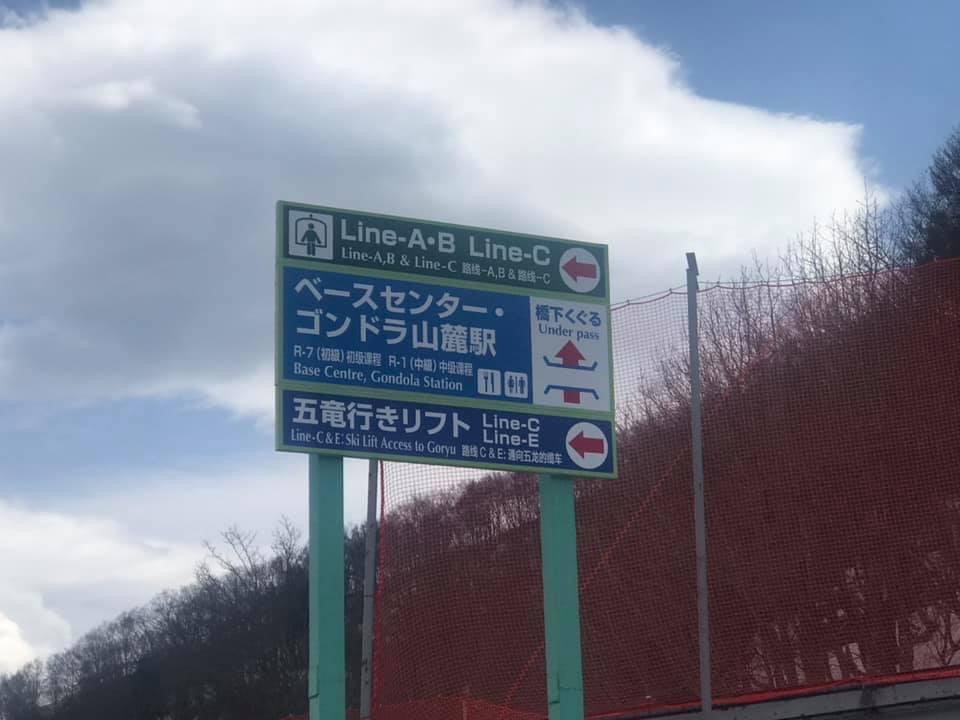 Line-A•B Line-C
Line-A,B & Line-C 路线-A,B & 路线-C
ベースセンター・
ゴンドラ山麓駅
R-7（初級）初级课程 R-1（中級）中级课程
Base Centre, Gondola Station
橋下くぐる
Under pass
五竜行きリフト Line-C
Line-E
Line-C & E: Ski Lift Access to Goryu 路线 C & E: 通向五龙的缆车